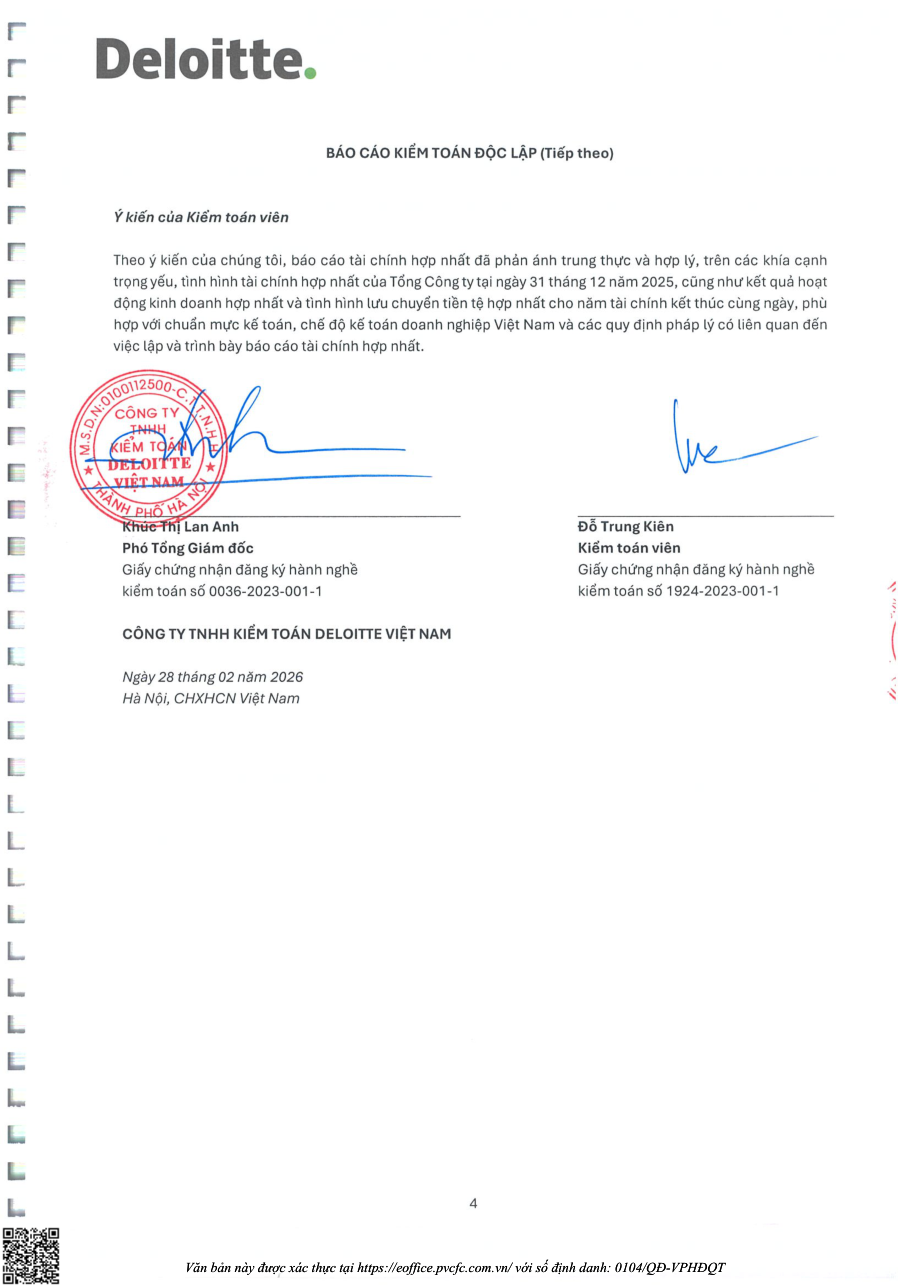 Deloitte.
BÁO CÁO KIỂM TOÁN ĐỘC LẬP (Tiếp theo)
Ý kiến của Kiểm toán viên
Theo ý kiến của chúng tôi, báo cáo tài chính hợp nhất đã phản ánh trung thực và hợp lý, trên các khía cạnh
trọng yếu, tình hình tài chính hợp nhất của Tổng Công ty tại ngày 31 tháng 12 năm 2025, cũng như kết quả hoạt
động kinh doanh hợp nhất và tình hình lưu chuyển tiền tệ hợp nhất cho năm tài chính kết thúc cùng ngày, phù
hợp với chuẩn mực kế toán, chế độ kế toán doanh nghiệp Việt Nam và các quy định pháp lý có liên quan đến
việc lập và trình bày báo cáo tài chính hợp nhất.
M.S.D.N:0100112500-C.T.T.N.H.H
CÔNG TY
TNHH
KIỂM TOÁN
DELOITTE
VIỆT NAM
THÀNH PHỐ HÀ NỘI
Khúc Thị Lan Anh
Phó Tổng Giám đốc
Giấy chứng nhận đăng ký hành nghề
kiểm toán số 0036-2023-001-1
Đỗ Trung Kiên
Kiểm toán viên
Giấy chứng nhận đăng ký hành nghề
kiểm toán số 1924-2023-001-1
CÔNG TY TNHH KIỂM TOÁN DELOITTE VIỆT NAM
Ngày 28 tháng 02 năm 2026
Hà Nội, CHXHCN Việt Nam
4
Văn bản này được xác thực tại https://eoffice.pvcfc.com.vn/ với số định danh: 0104/QĐ-VPHĐQT